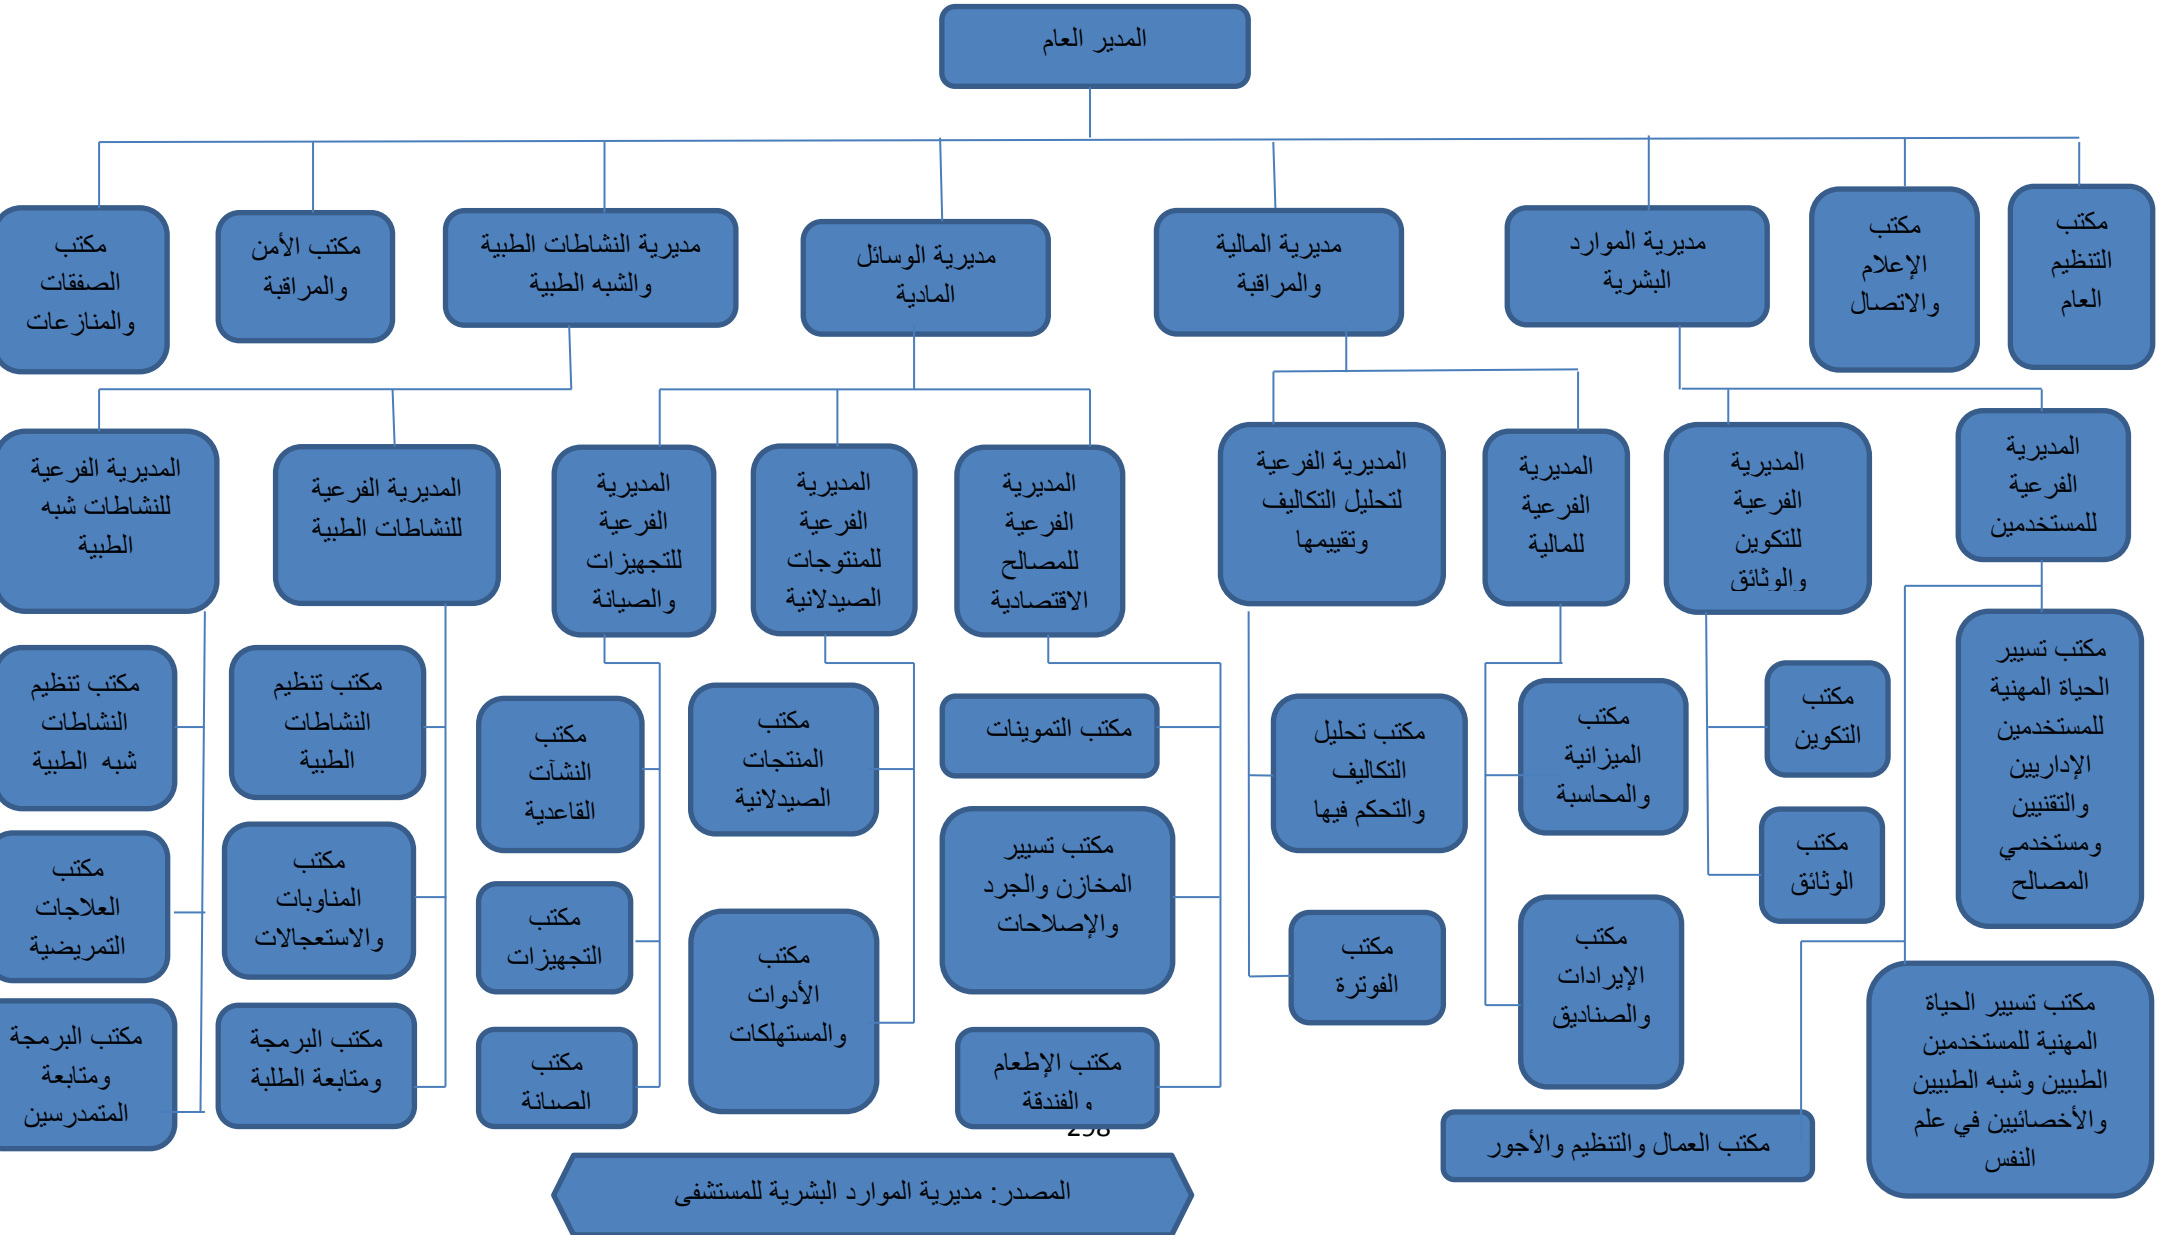 المدير العام
مكتب
التنظيم
العام
مكتب
الإعلام
والاتصال
مديرية الموارد
البشرية
مديرية المالية
والمراقبة
مديرية الوسائل
المادية
مديرية النشاطات الطبية
والشبه الطبية
مكتب الأمن
والمراقبة
مكتب
الصفقات
والمنازعات
المديرية
الفرعية
للمستخدمين
المديرية
الفرعية
للتكوين
والوثائق
المديرية
الفرعية
للمالية
المديرية الفرعية
لتحليل التكاليف
وتقييمها
المديرية
الفرعية
للمصالح
الاقتصادية
المديرية
الفرعية
للمنتوجات
الصيدلانية
المديرية
الفرعية
للتجهيزات
والصيانة
المديرية الفرعية
للنشاطات الطبية
المديرية الفرعية
للنشاطات شبه
الطبية
مكتب تسيير
الحياة المهنية
للمستخدمين
الإداريين
والتقنيين
ومستخدمي
المصالح
مكتب
التكوين
مكتب
الميزانية
والمحاسبة
مكتب تحليل
التكاليف
والتحكم فيها
مكتب التموينات
مكتب
المنتجات
الصيدلانية
مكتب
النشآت
القاعدية
مكتب تنظيم
النشاطات
الطبية
مكتب تنظيم
النشاطات
شبه الطبية
مكتب
الوثائق
مكتب
الإيرادات
والصناديق
مكتب
الفوترة
مكتب تسيير
المخازن والجرد
والإصلاحات
مكتب
الأدوات
والمستهلكات
مكتب
التجهيزات
مكتب
المناوبات
والاستعجالات
مكتب
العلاجات
التمريضية
مكتب تسيير الحياة
المهنية للمستخدمين
الطبيين وشبه الطبيين
والأخصائيين في علم
النفس
مكتب العمال والتنظيم والأجور
مكتب الإطعام
والفندقة
مكتب
الصيانة
مكتب البرمجة
ومتابعة الطلبة
مكتب البرمجة
ومتابعة
المتمدرسين
298
المصدر: مديرية الموارد البشرية للمستشفى